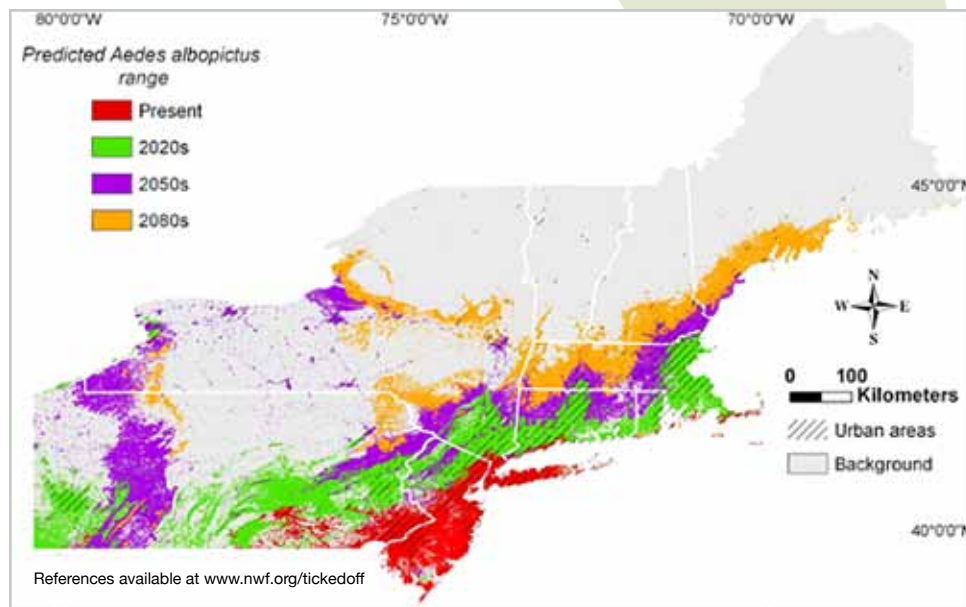 80°0'0"W 75°0'0"W 70°0'0"W
Predicted Aedes albopictus
range
Present
2020s
2050s
2080s
45°0'0"N
N
W E
S
0 100
Kilometers
Urban areas
Background
40°0'0"N
References available at www.nwf.org/tickedoff